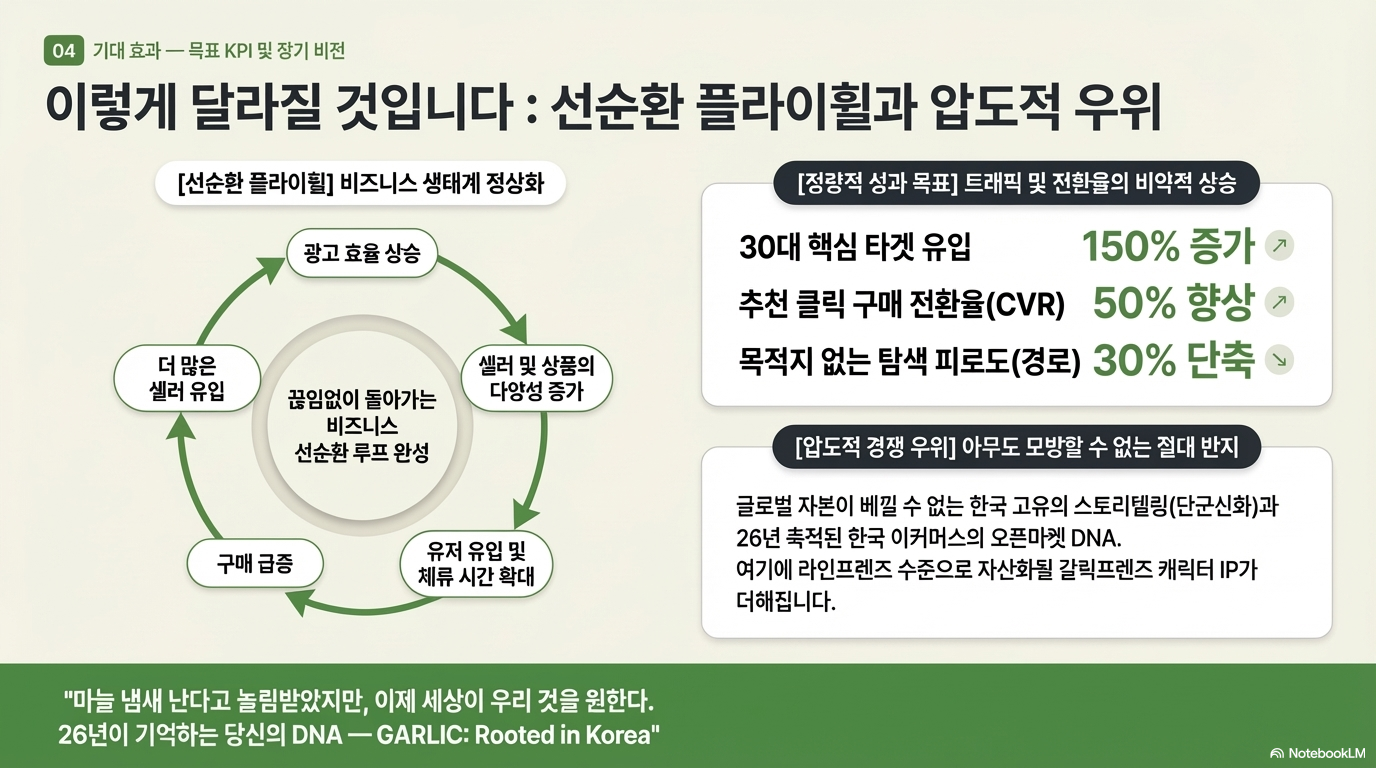 04 기대 효과 — 목표 KPI 및 장기 비전
이렇게 달라질 것입니다 : 선순환 플라이휠과 압도적 우위
[선순환 플라이휠] 비즈니스 생태계 정상화
광고 효율 상승
셀러 및 상품의
다양성 증가
유저 유입 및
체류 시간 확대
구매 급증
더 많은
셀러 유입
끊임없이 돌아가는
비즈니스
선순환 루프 완성
[정량적 성과 목표] 트래픽 및 전환율의 비약적 상승
30대 핵심 타겟 유입 150% 증가
추천 클릭 구매 전환율(CVR) 50% 향상
목적지 없는 탐색 피로도(경로) 30% 단축
[압도적 경쟁 우위] 아무도 모방할 수 없는 절대 반지
글로벌 자본이 베낄 수 없는 한국 고유의 스토리텔링(단군신화)과
26년 축적된 한국 이커머스의 오픈마켓 DNA.
여기에 라인프렌즈 수준으로 자산화될 갈릭프렌즈 캐릭터 IP가
더해집니다.
"마늘 냄새 난다고 놀림받았지만, 이제 세상이 우리 것을 원한다.
26년이 기억하는 당신의 DNA — GARLIC: Rooted in Korea"
NotebookLM